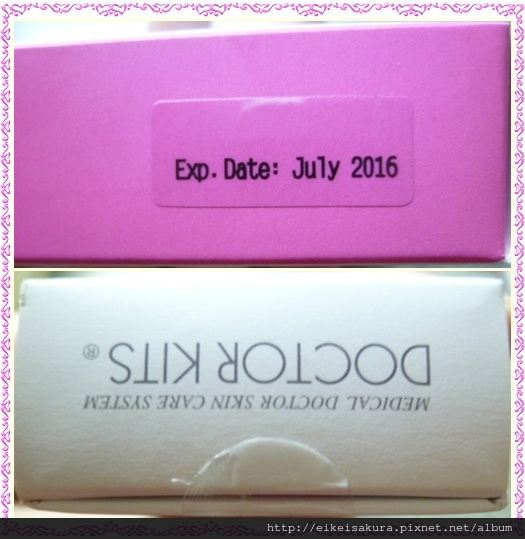 Exp. Date: July 2016
DOCTOR KITS®
MEDICAL DOCTOR SKIN CARE SYSTEM
http://eikeisakura.pixnet.net/album